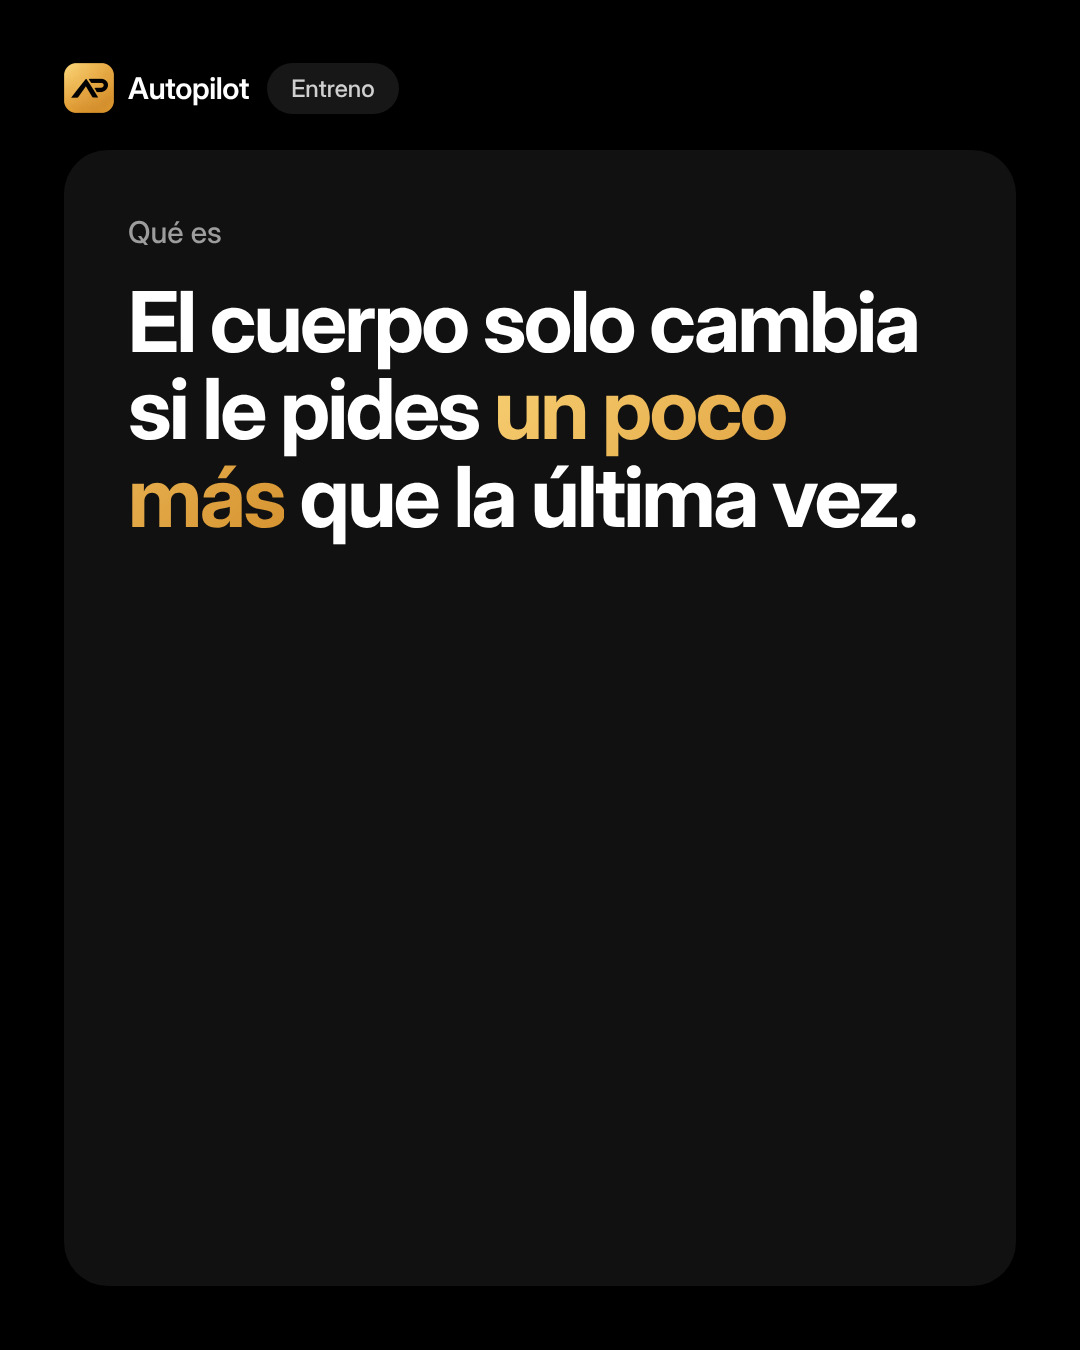 Autopilot Entreno
Qué es
El cuerpo solo cambia
si le pides un poco
más que la última vez.